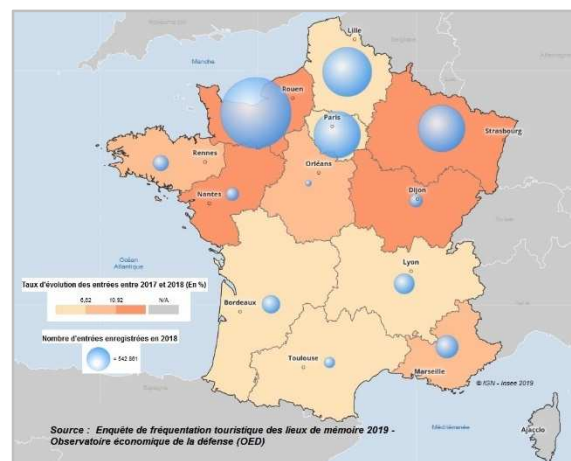 Lille
Manche
Rouen
Paris
Strasbourg
Rennes
Orléans
Nantes
Dijon
Océan
Atlantique
Lyon
Taux d'évolution des entrées entre 2017 et 2018 (En %)
6,62 10,92 N/A
Bordeaux
Nombre d'entrées enregistrées en 2018
= 542 661
Toulouse
Marseille
© IGN - Insee 2019
Source : Enquête de fréquentation touristique des lieux de mémoire 2019 -
Observatoire économique de la défense (OED)
Méditerranée
Ajaccio